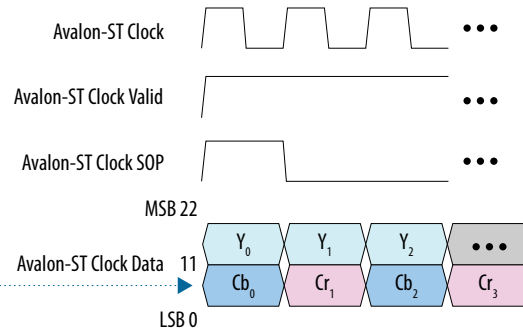 Avalon-ST Clock •••
Avalon-ST Clock Valid •••
Avalon-ST Clock SOP •••
MSB 22
Y0 Y1 Y2 •••
Avalon-ST Clock Data 11
Cb0 Cr1 Cb2 Cr3
LSB 0